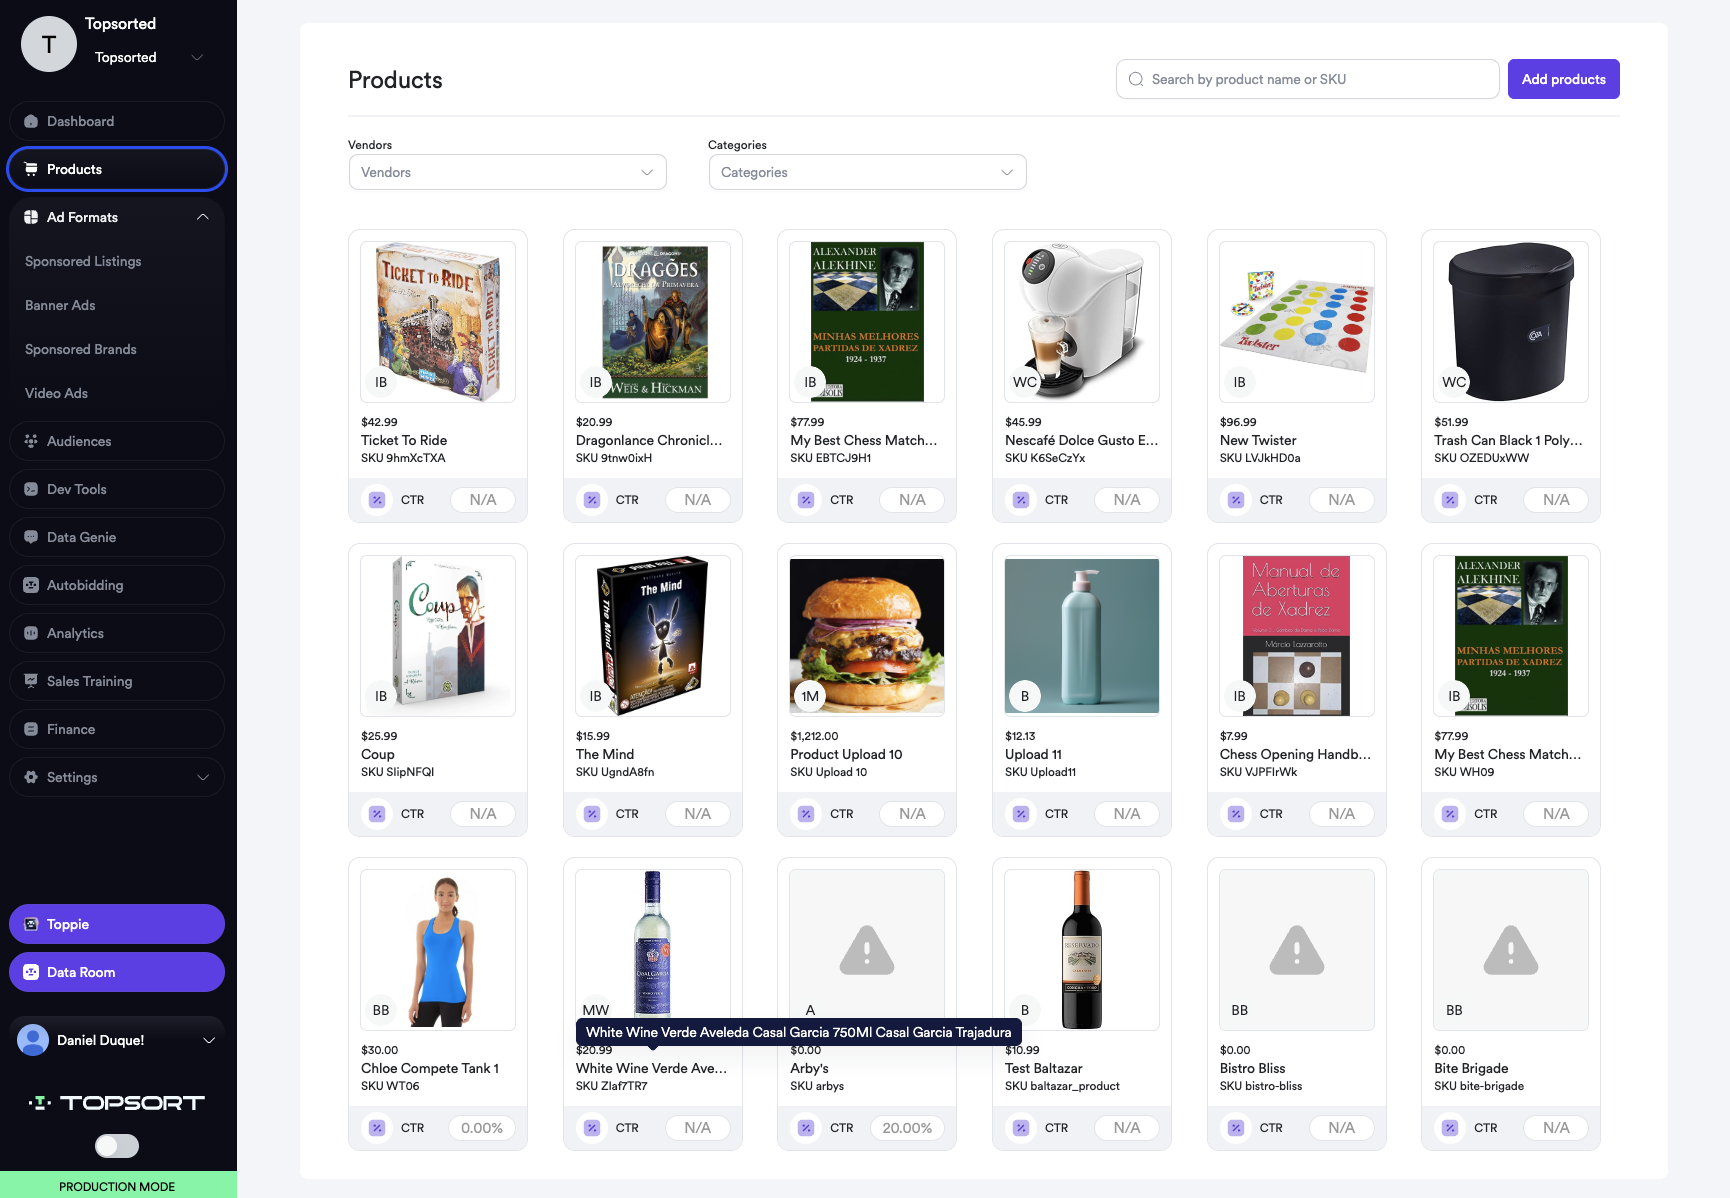 T
Topsorted
Topsorted
Dashboard
Products
Ad Formats
Sponsored Listings
Banner Ads
Sponsored Brands
Video Ads
Audiences
Dev Tools
Data Genie
Autobidding
Analytics
Sales Training
Finance
Settings
Toppie
Data Room
Daniel Duque!
TOPSORT
PRODUCTION MODE
Products
Search by product name or SKU
Add products
Vendors
Vendors
Categories
Categories
TICKET TO RIDE
TICKET TO RIDE
IB
$42.99
Ticket To Ride
SKU 9hmXcTXA
CTR
N/A
DRAGÕES
WEIS & HICKMAN
IB
$20.99
Dragonlance Chronicl...
SKU 9tnw0ixH
CTR
N/A
ALEXANDER
ALEKHINE
MINHAS MELHORES
PARTIDAS DE XADREZ
1924 - 1937
IB
$77.99
My Best Chess Match...
SKU EBTCJ9H1
CTR
N/A
WC
$45.99
Nescafé Dolce Gusto E...
SKU K6SeCzYx
CTR
N/A
Twister
Twister
IB
$96.99
New Twister
SKU LVJkHD0a
CTR
N/A
WC
$51.99
Trash Can Black 1 Poly...
SKU OZEDUxWW
CTR
N/A
Coup
IB
$25.99
Coup
SKU SlipNFQI
CTR
N/A
The Mind
The Mind
IB
$15.99
The Mind
SKU UgndA8fn
CTR
N/A
1M
$1,212.00
Product Upload 10
SKU Upload 10
CTR
N/A
B
$12.13
Upload 11
SKU Upload11
CTR
N/A
Manual de
Aberturas
de Xadrez
Márcio Lazzarotto
IB
$7.99
Chess Opening Handb...
SKU VJPFIrWk
CTR
N/A
ALEXANDER
ALEKHINE
MINHAS MELHORES
PARTIDAS DE XADREZ
1924 - 1937
IB
$77.99
My Best Chess Match...
SKU WH09
CTR
N/A
BB
$30.00
Chloe Compete Tank 1
SKU WT06
CTR
0.00%
CASAL GARCIA
MW
White Wine Verde Aveleda Casal Garcia 750Ml Casal Garcia Trajadura
$20.99
White Wine Verde Ave...
SKU Zlaf7TR7
CTR
N/A
A
$0.00
Arby's
SKU arbys
CTR
20.00%
RESERVADO
B
$10.99
Test Baltazar
SKU baltazar_product
CTR
N/A
BB
$0.00
Bistro Bliss
SKU bistro-bliss
CTR
N/A
BB
$0.00
Bite Brigade
SKU bite-brigade
CTR
N/A